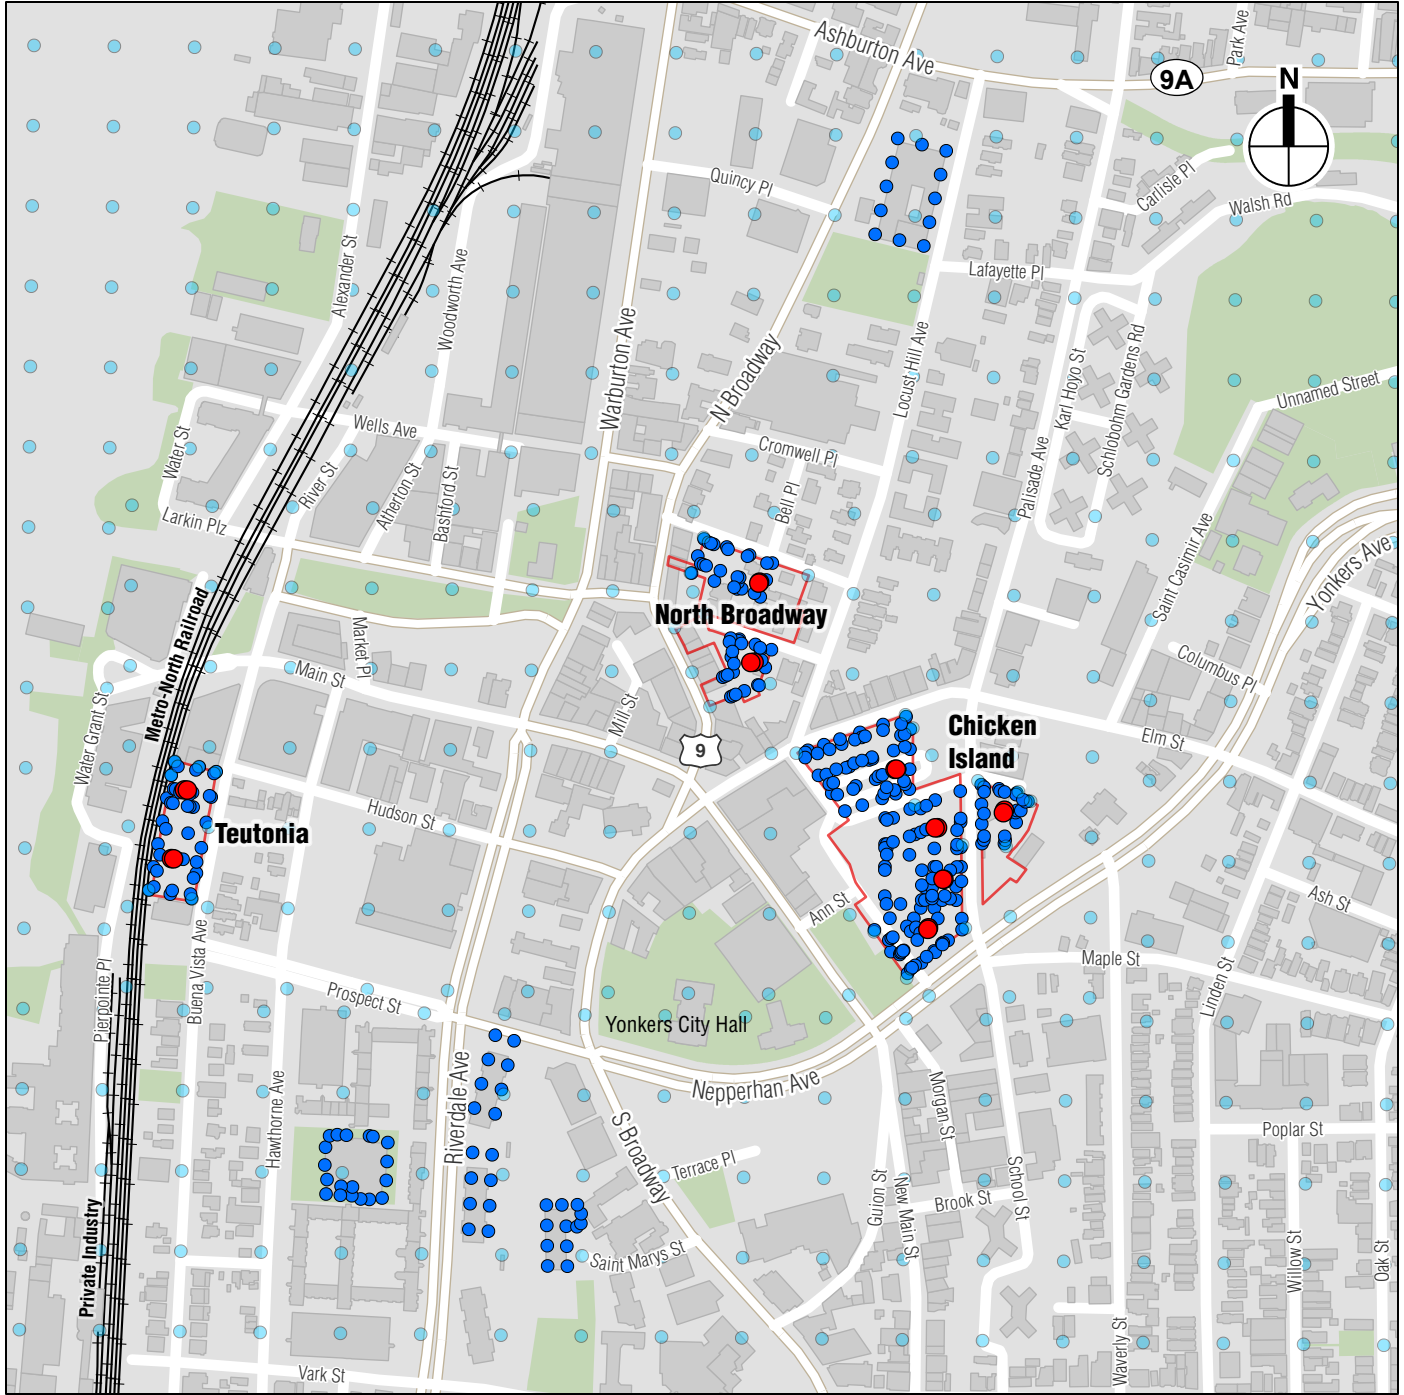 Ashburton Ave
Park Ave
9A
N
Quincy Pl
Carlisle Pl
Walsh Rd
Alexander St
Woodworth Ave
Lafayette Pl
Warburton Ave
N Broadway
Locust Hill Ave
Karl Hoyo St
Schlobohm Gardens Rd
Unnamed Street
Wells Ave
Water St
Cromwell Pl
River St
Atherton St
Bashford St
Bell Pl
Palisade Ave
Larkin Plz
Saint Casimir Ave
Yonkers Ave
Metro-North Railroad
North Broadway
Market Pl
Main St
Columbus Pl
Water Grant St
Mill St
9
Chicken
Island
Elm St
Hudson St
Teutonia
Ann St
Ash St
Buena Vista Ave
Pierpointe Pl
Maple St
Linden St
Prospect St
Yonkers City Hall
Nepperhan Ave
Riverdale Ave
Hawthorne Ave
S Broadway
Morgan St
Poplar St
Terrace Pl
Guion St
New Main St
School St
Brook St
Private Industry
Saint Marys St
Willow St
Oak St
Waverly St
Vark St